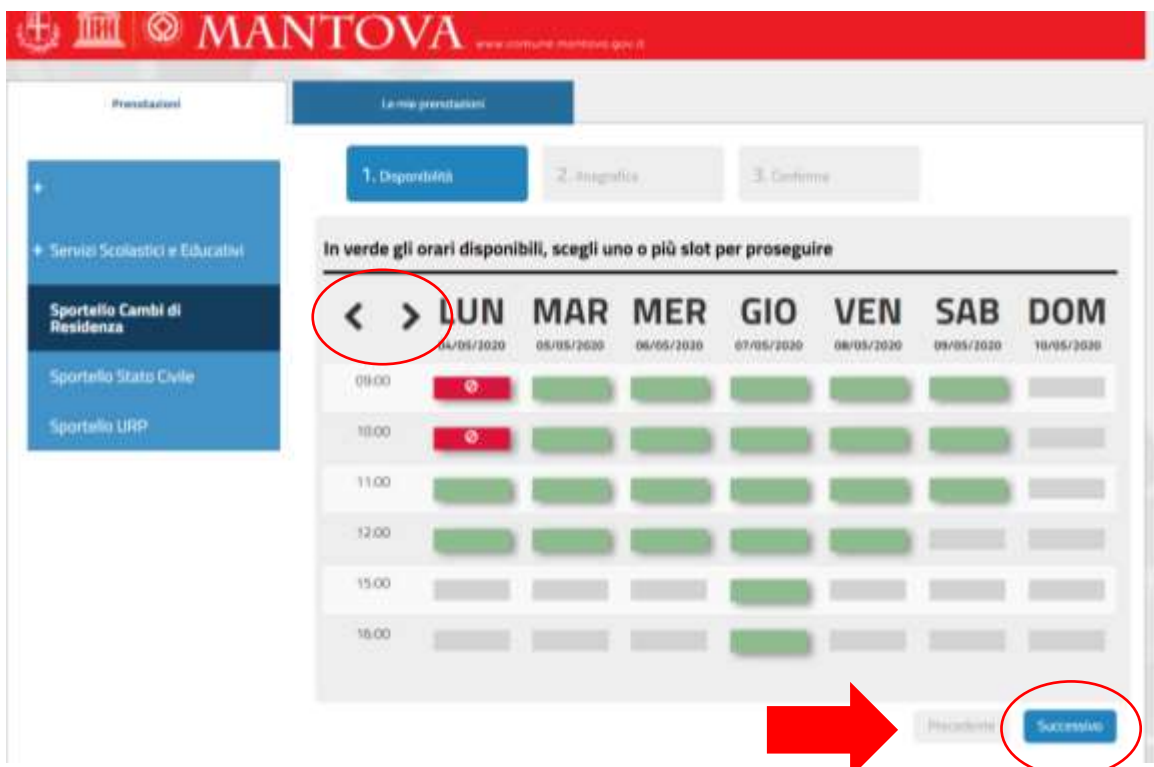 MANTOVA www.comune.mantova.gov.it
Prenotazioni
Le mie prenotazioni
1. Disponibilità
2. Anagrafica
3. Conferma
+
+ Servizi Scolastici e Educativi
Sportello Cambi di
Residenza
Sportello Stato Civile
Sportello URP
In verde gli orari disponibili, scegli uno o più slot per proseguire
< > LUN MAR MER GIO VEN SAB DOM
04/05/2020 05/05/2020 06/05/2020 07/05/2020 08/05/2020 09/05/2020 10/05/2020
09:00
10:00
11:00
12:00
15:00
16:00
Precedente
Successivo